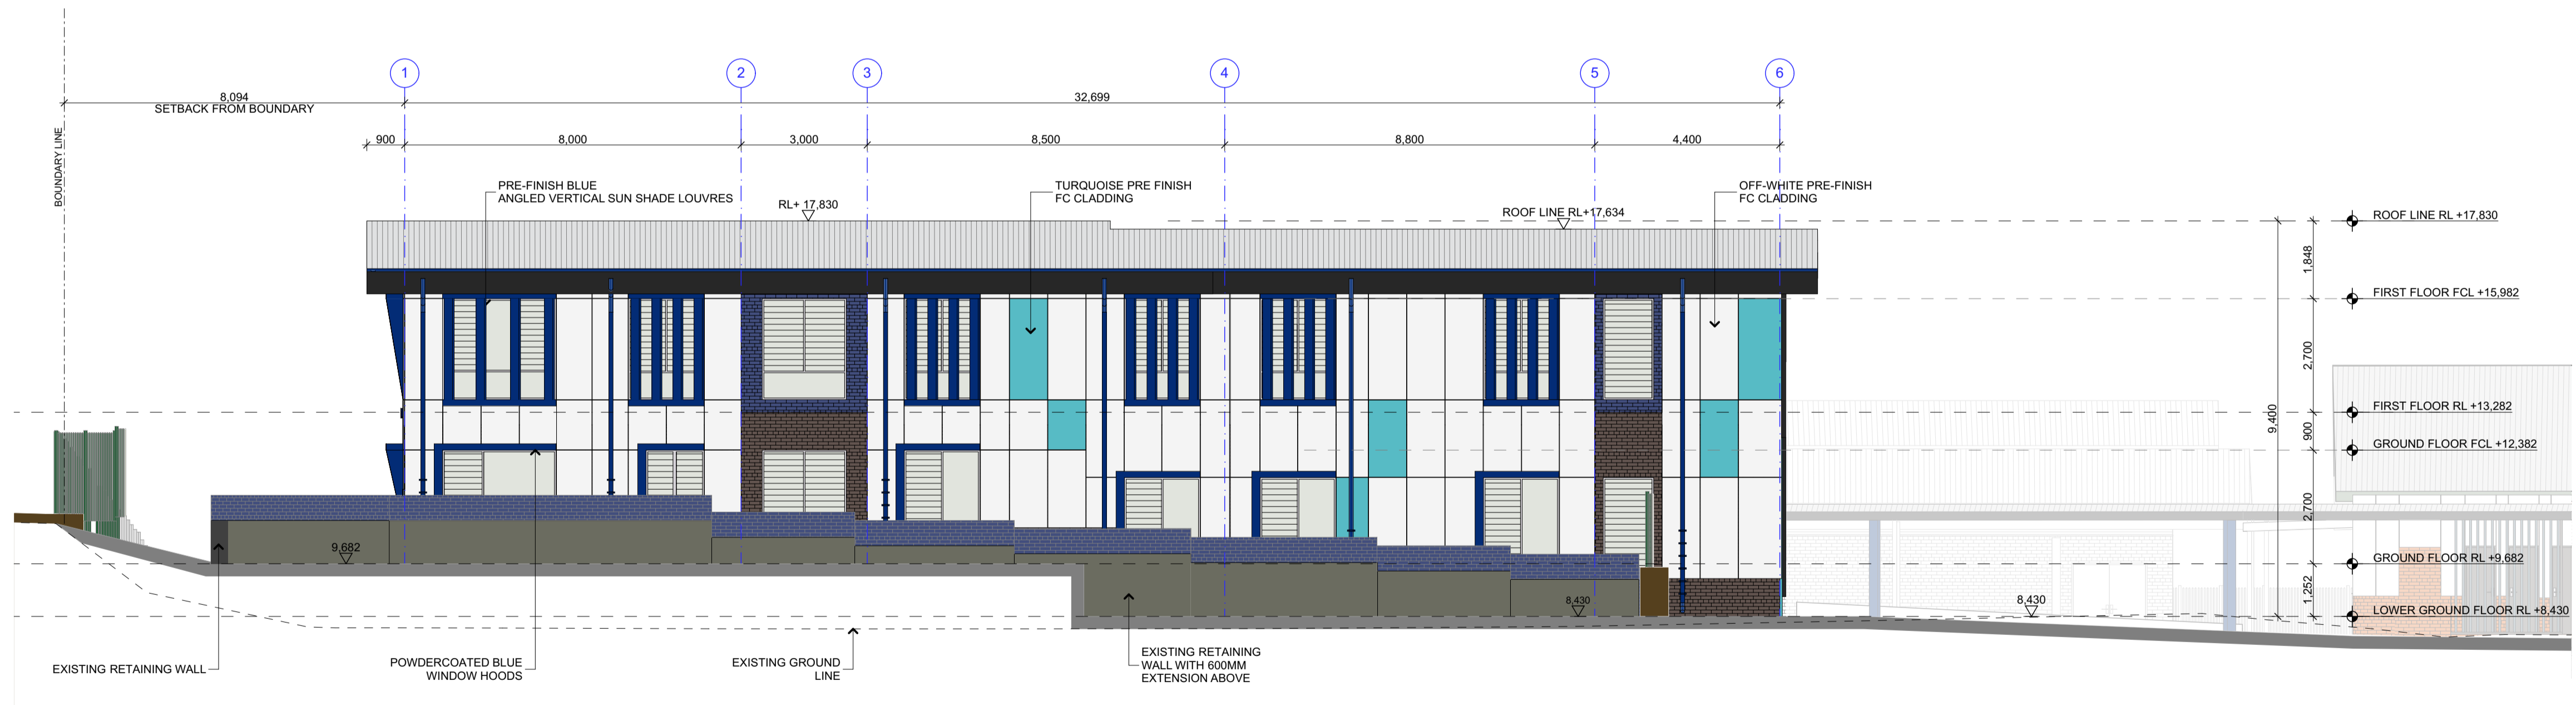 1
2
3
4
5
6
8,094
SETBACK FROM BOUNDARY
32,699
BOUNDARY LINE
900
8,000
3,000
8,500
8,800
4,400
PRE-FINISH BLUE
ANGLED VERTICAL SUN SHADE LOUVRES
RL+ 17,830
TURQUOISE PRE FINISH
FC CLADDING
ROOF LINE RL+17,634
OFF-WHITE PRE-FINISH
FC CLADDING
ROOF LINE RL +17,830
1,848
FIRST FLOOR FCL +15,982
2,700
9,400
FIRST FLOOR RL +13,282
900
GROUND FLOOR FCL +12,382
2,700
GROUND FLOOR RL +9,682
1,252
LOWER GROUND FLOOR RL +8,430
9,682
8,430
8,430
EXISTING RETAINING WALL
POWDERCOATED BLUE
WINDOW HOODS
EXISTING GROUND
LINE
EXISTING RETAINING
WALL WITH 600MM
EXTENSION ABOVE